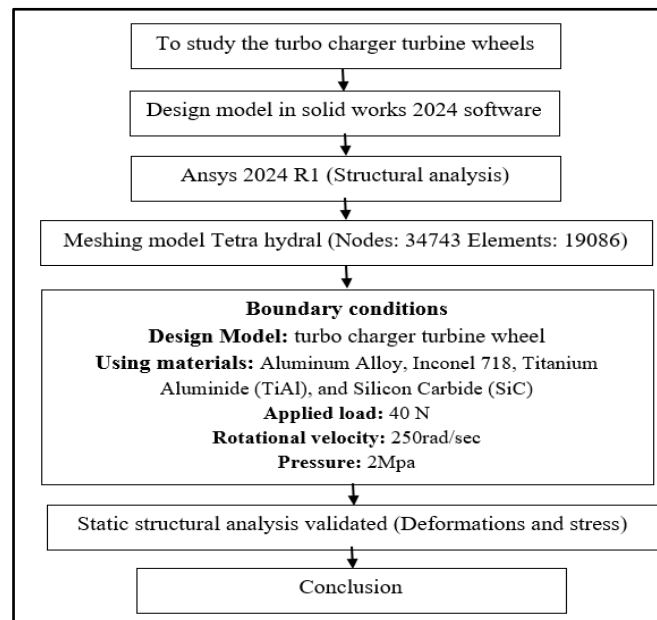 To study the turbo charger turbine wheels
Design model in solid works 2024 software
Ansys 2024 R1 (Structural analysis)
Meshing model Tetra hydral (Nodes: 34743 Elements: 19086)
Boundary conditions
Design Model: turbo charger turbine wheel
Using materials: Aluminum Alloy, Inconel 718, Titanium
Aluminide (TiAl), and Silicon Carbide (SiC)
Applied load: 40 N
Rotational velocity: 250rad/sec
Pressure: 2Mpa
Static structural analysis validated (Deformations and stress)
Conclusion